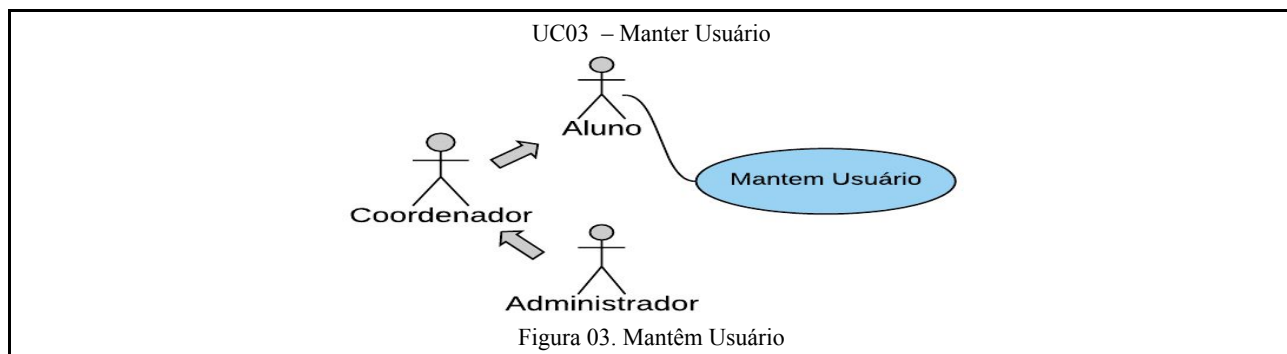 UC03 – Manter Usuário
Aluno
Mantem Usuário
Coordenador
Administrador
Figura 03. Mantêm Usuário